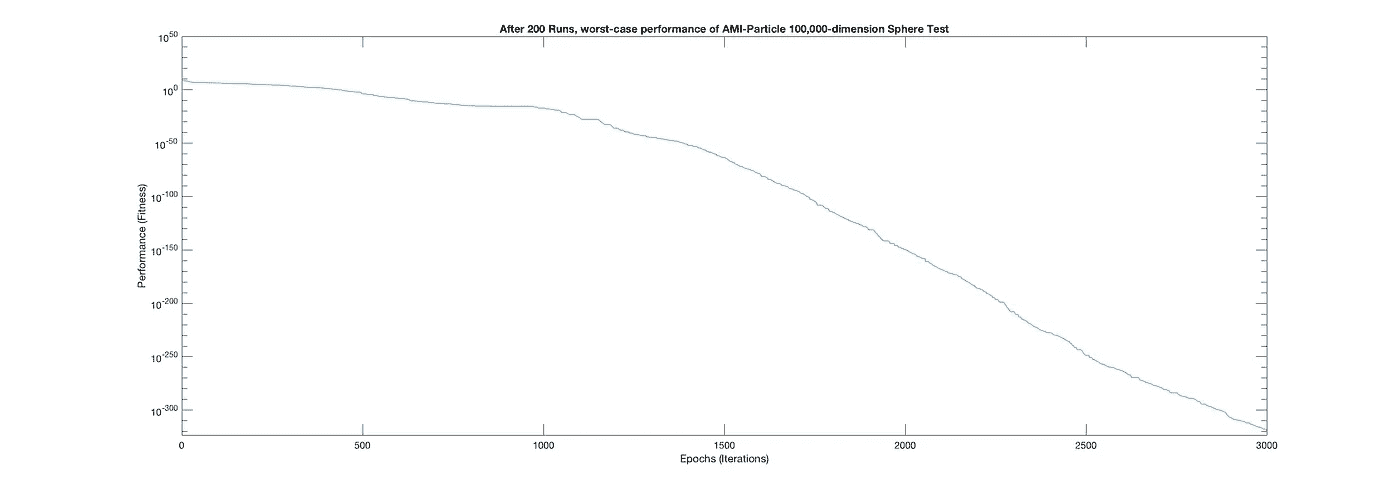 After 200 Runs, worst-case performance of AMI-Particle 100,000-dimension Sphere Test
10^50
10^0
10^-50
10^-100
10^-150
10^-200
10^-250
10^-300
Performance (Fitness)
0 500 1000 1500 2000 2500 3000
Epochs (Iterations)